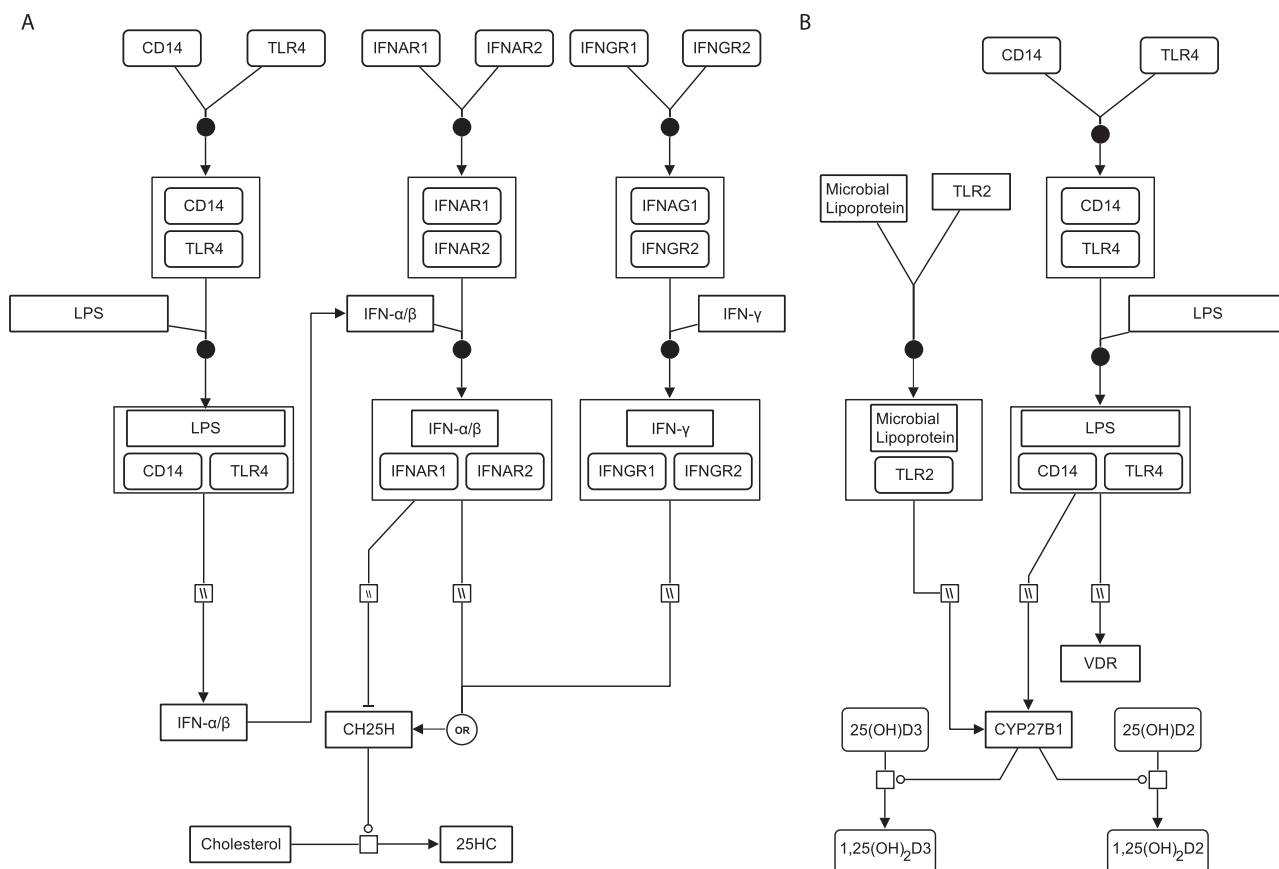 A
CD14
TLR4
IFNAR1
IFNAR2
IFNGR1
IFNGR2
CD14
TLR4
IFNAR1
IFNAR2
IFNAG1
IFNGR2
LPS
IFN-α/β
IFN-γ
LPS
CD14
TLR4
IFN-α/β
IFNAR1
IFNAR2
IFN-γ
IFNGR1
IFNGR2
\\
\\
\\
\\
IFN-α/β
CH25H
OR
Cholesterol
25HC
B
CD14
TLR4
Microbial
Lipoprotein
TLR2
CD14
TLR4
LPS
Microbial
Lipoprotein
TLR2
LPS
CD14
TLR4
\\
\\
\\
VDR
25(OH)D3
CYP27B1
25(OH)D2
1,25(OH)₂D3
1,25(OH)₂D2